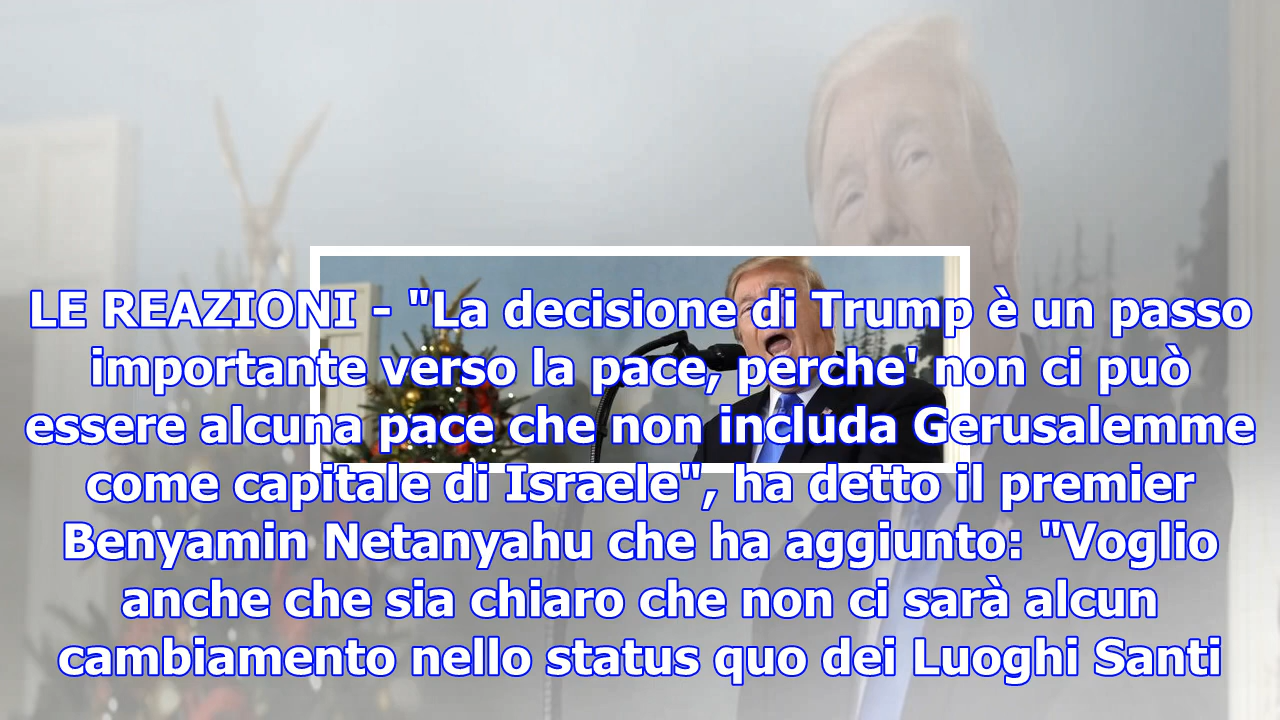 LE REAZIONI - "La decisione di Trump è un passo
importante verso la pace, perche' non ci può
essere alcuna pace che non includa Gerusalemme
come capitale di Israele", ha detto il premier
Benyamin Netanyahu che ha aggiunto: "Voglio
anche che sia chiaro che non ci sarà alcun
cambiamento nello status quo dei Luoghi Santi